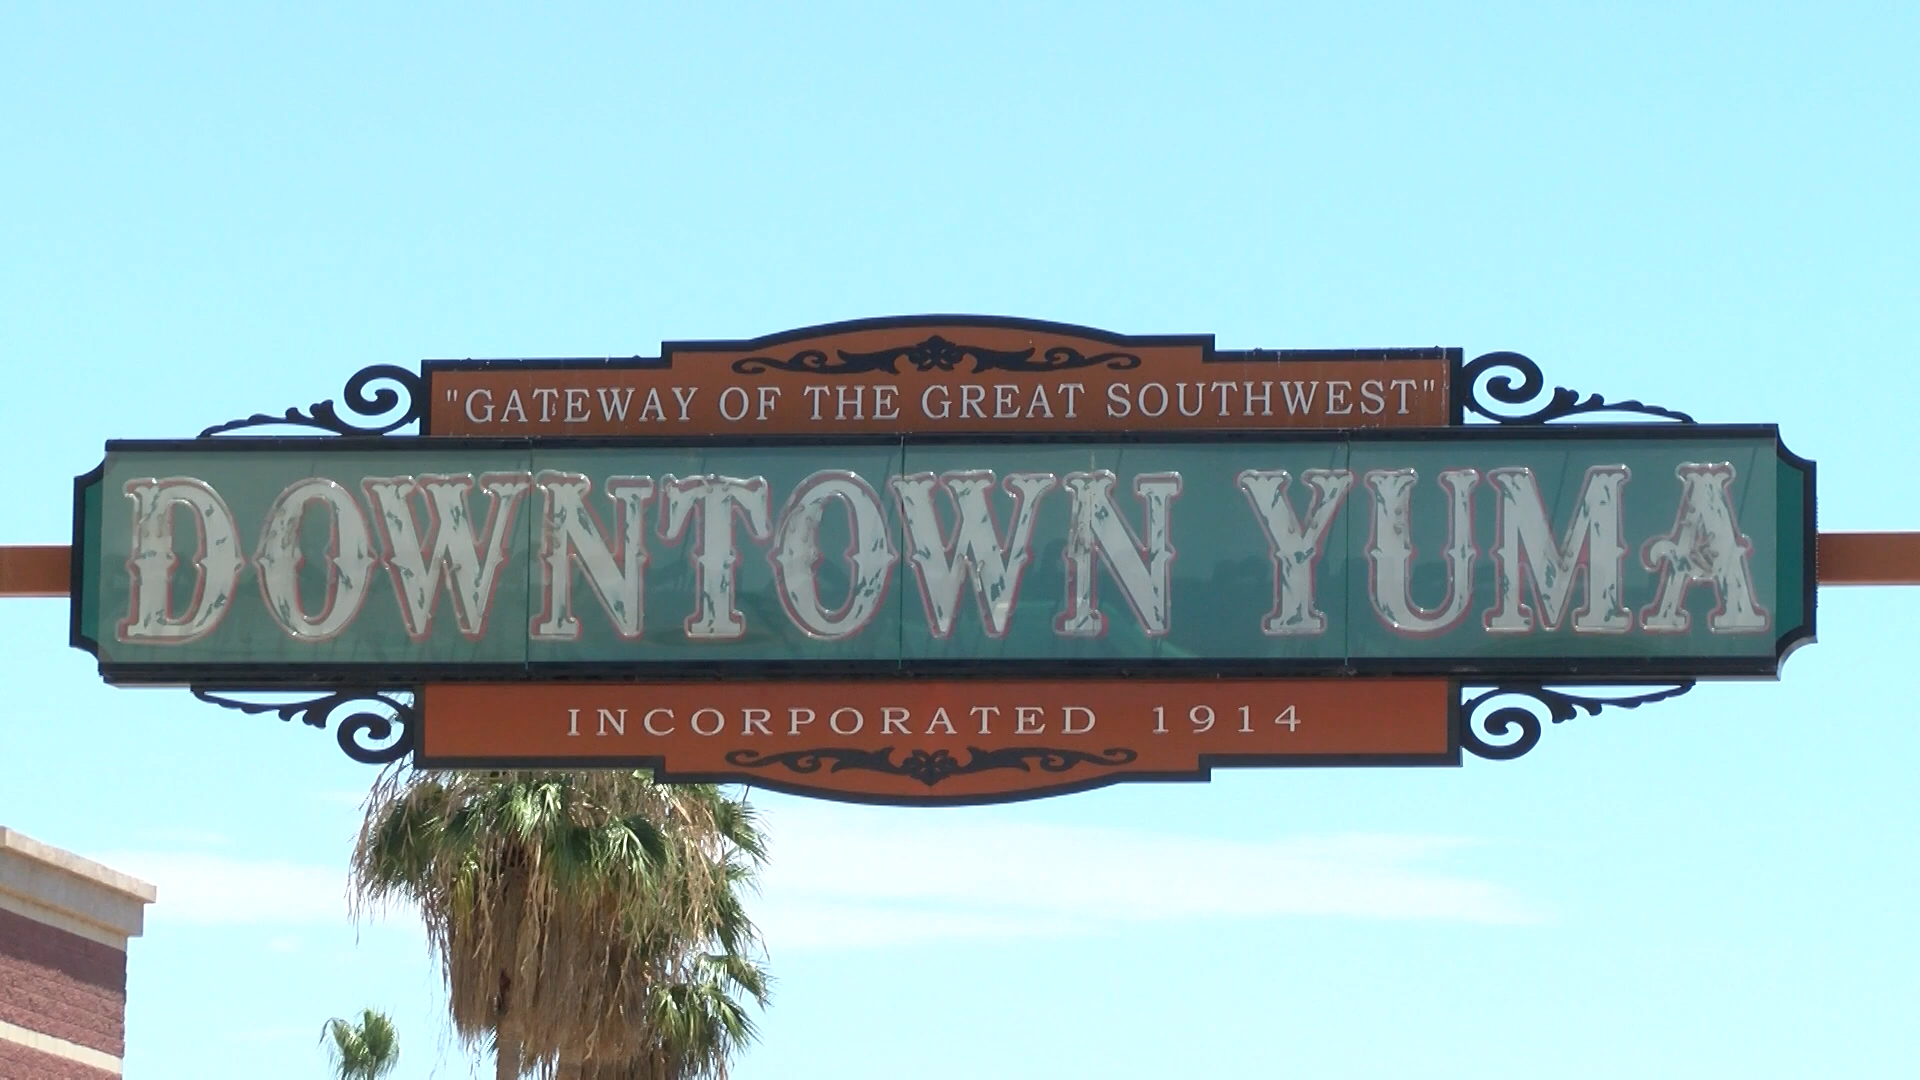 "GATEWAY OF THE GREAT SOUTHWEST"
DOWNTOWN YUMA
INCORPORATED 1914